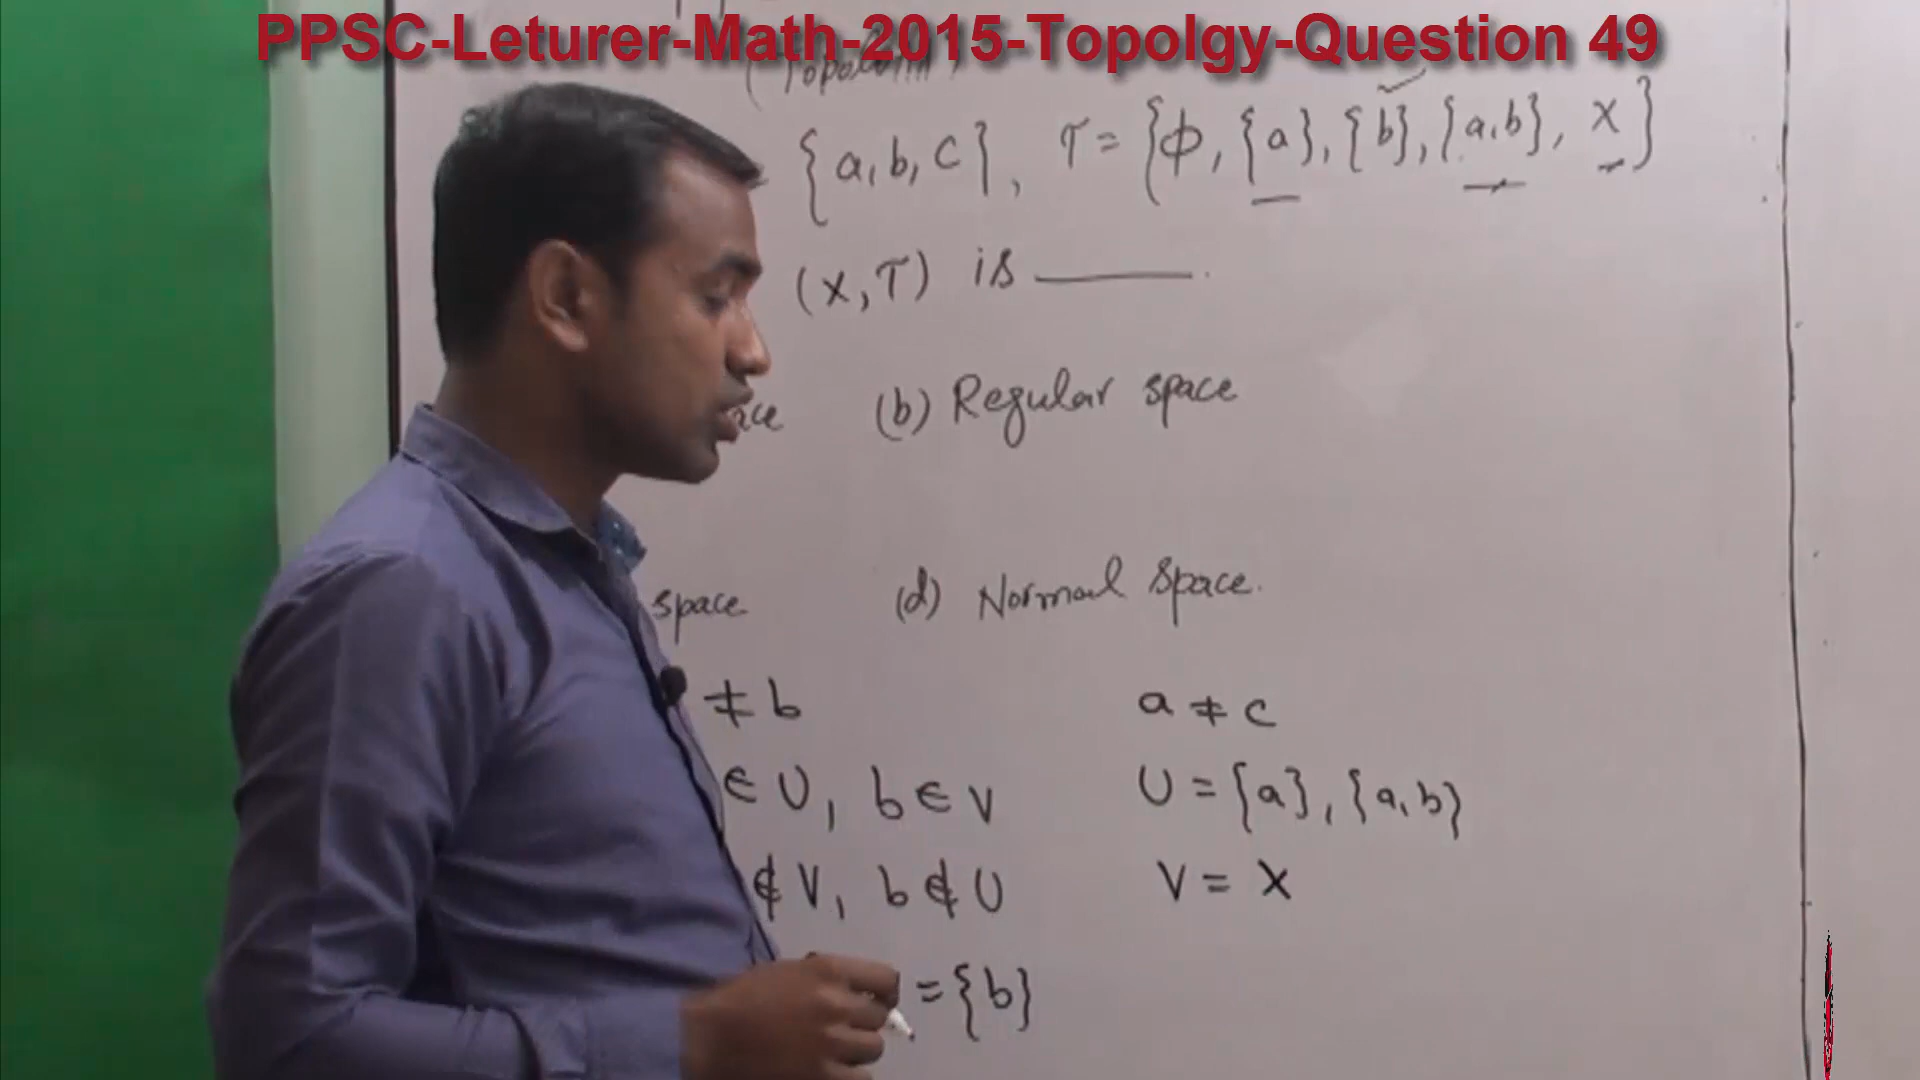 PPSC-Leturer-Math-2015-Topolgy-Question 49
{a,b,c}, τ = {ϕ, {a}, {b}, {a,b}, X}
(X,τ) is ______.
(b) Regular space
space
(d) Normal space.
≠ b
a ≠ c
∈ U, b ∈ V
U = {a}, {a,b}
∉ V, b ∉ U
V = X
= {b}